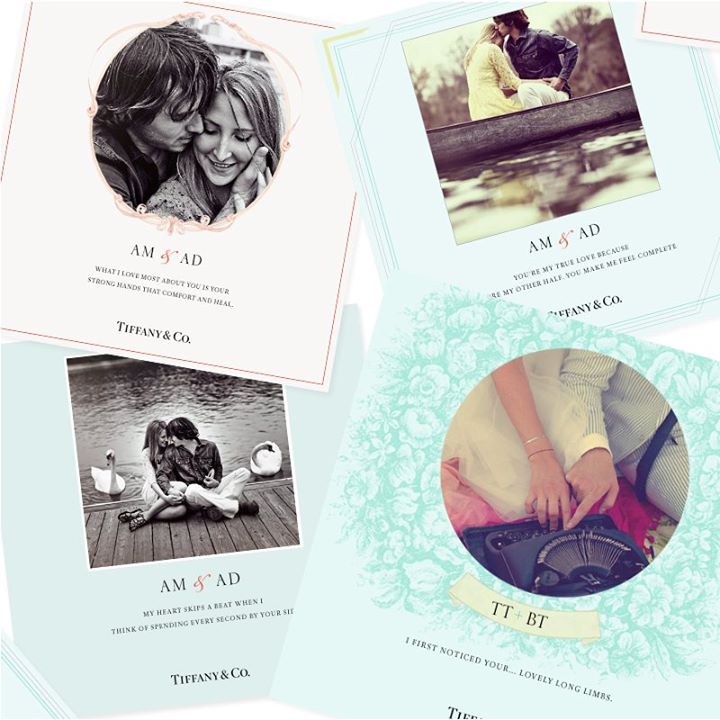 AM & AD
WHAT I LOVE MOST ABOUT YOU IS YOUR
STRONG HANDS THAT COMFORT AND HEAL.
TIFFANY & CO.
AM & AD
YOU'RE MY TRUE LOVE BECAUSE
MY OTHER HALF. YOU MAKE ME FEEL COMPLETE
TIFFANY & CO.
AM & AD
MY HEART SKIPS A BEAT WHEN I
THINK OF SPENDING EVERY SECOND BY YOUR
TIFFANY & CO.
TT + BT
I FIRST NOTICED YOUR... LOVELY LONG LIMBS.